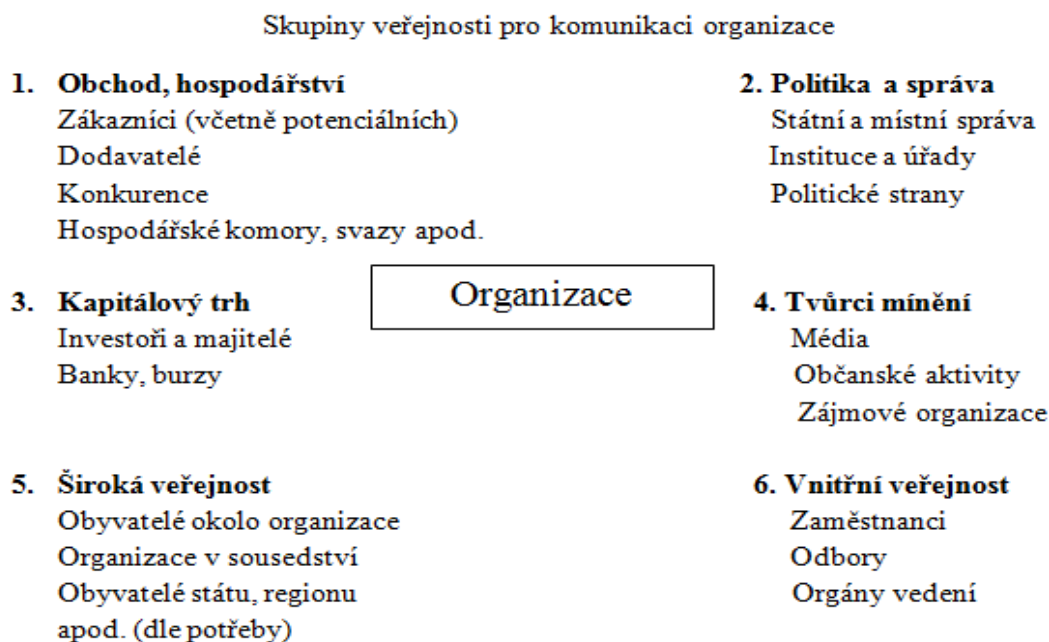 Skupiny veřejnosti pro komunikaci organizace
1. Obchod, hospodářství
Zákazníci (včetně potenciálních)
Dodavatelé
Konkurence
Hospodářské komory, svazy apod.
2. Politika a správa
Státní a místní správa
Instituce a úřady
Politické strany
Organizace
3. Kapitálový trh
Investoři a majitelé
Banky, burzy
4. Tvůrci mínění
Média
Občanské aktivity
Zájmové organizace
5. Široká veřejnost
Obyvatelé okolo organizace
Organizace v sousedství
Obyvatelé státu, regionu
apod. (dle potřeby)
6. Vnitřní veřejnost
Zaměstnanci
Odbory
Orgány vedení